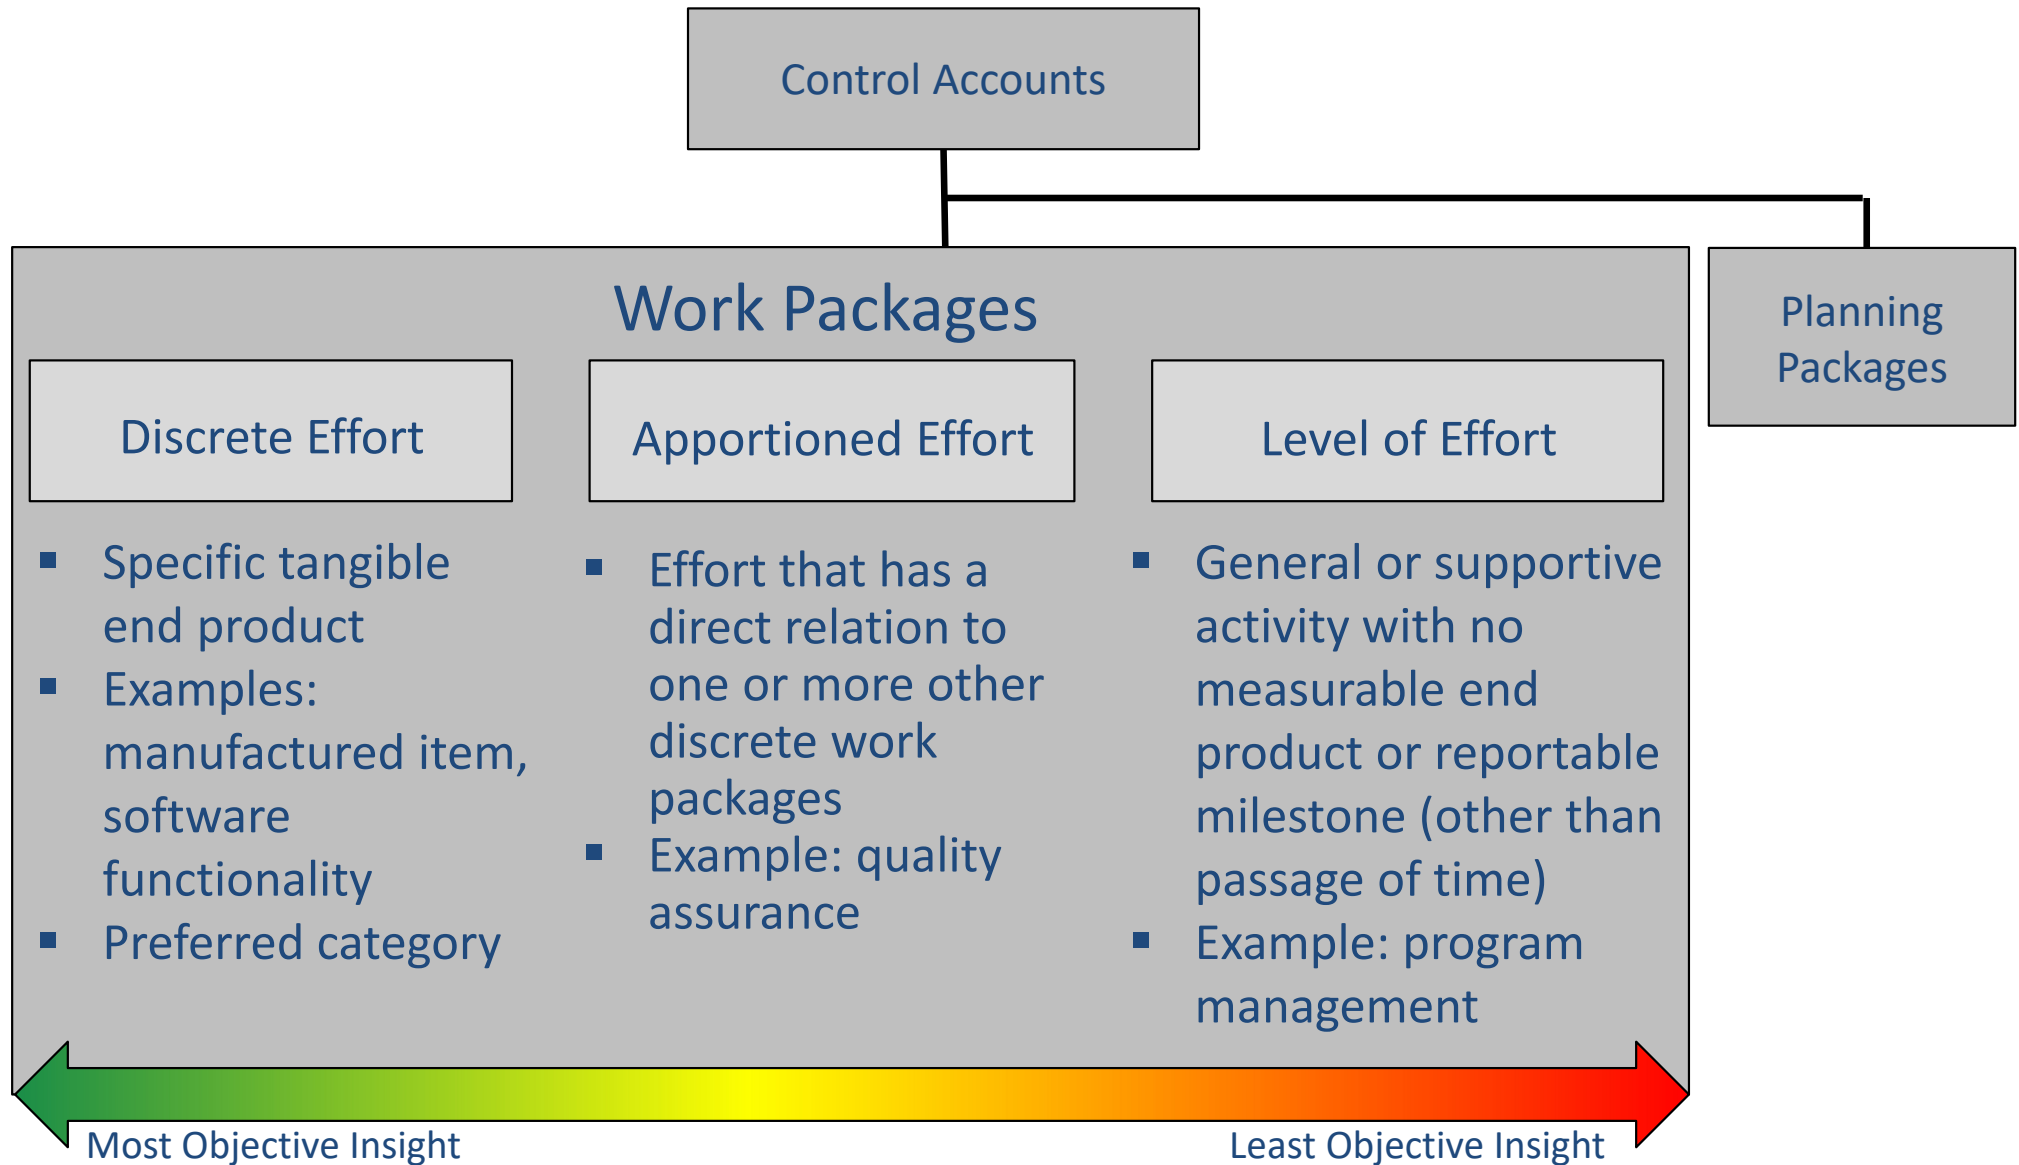 Control Accounts
Work Packages
Planning
Packages
Discrete Effort
Apportioned Effort
Level of Effort
▪ Specific tangible
end product
▪ Examples:
manufactured item,
software
functionality
▪ Preferred category
▪ Effort that has a
direct relation to
one or more other
discrete work
packages
▪ Example: quality
assurance
▪ General or supportive
activity with no
measurable end
product or reportable
milestone (other than
passage of time)
▪ Example: program
management
Most Objective Insight
Least Objective Insight